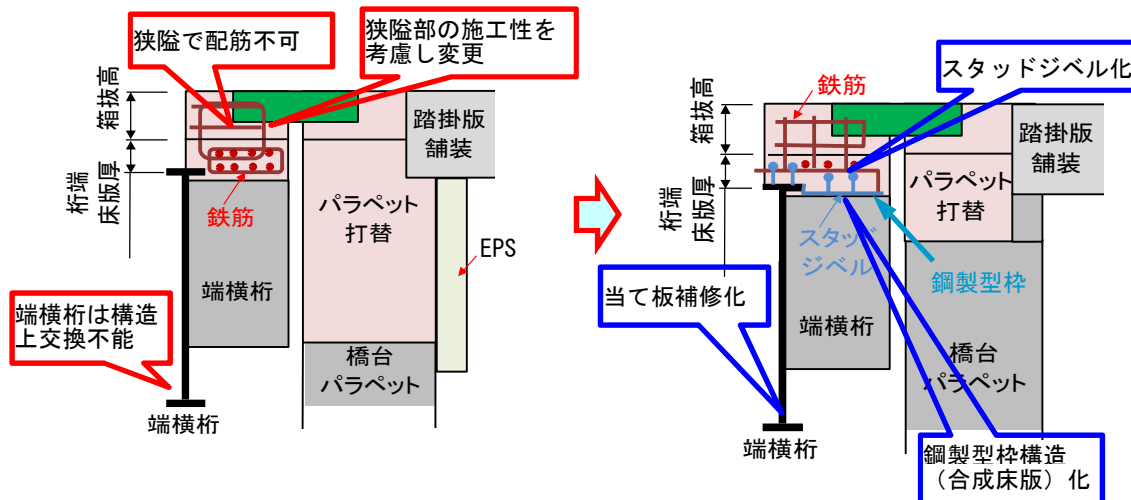 狭隘で配筋不可
狭隘部の施工性を
考慮し変更
箱抜高
桁端
床版厚
鉄筋
踏掛版
舗装
パラペット
打替
EPS
端横桁
端横桁は構造
上交換不能
橋台
パラペット
端横桁
スタッドジベル化
鉄筋
箱抜高
桁端
床版厚
踏掛版
舗装
パラペット
打替
スタッド
ジベル
鋼製型枠
当て板補修化
端横桁
橋台
パラペット
端横桁
鋼製型枠構造
（合成床版）化